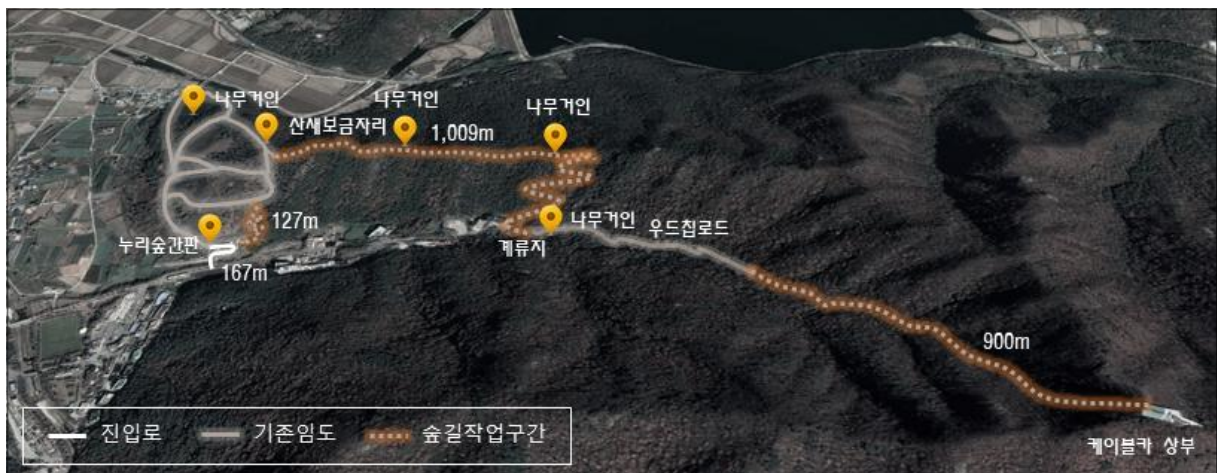 나무거인
나무거인
나무거인
산새보금자리
1,009m
127m
나무거인
우드칩로드
누리숲간판
계류지
167m
900m
진입로
기존임도
숲길작업구간
케이블카 상부